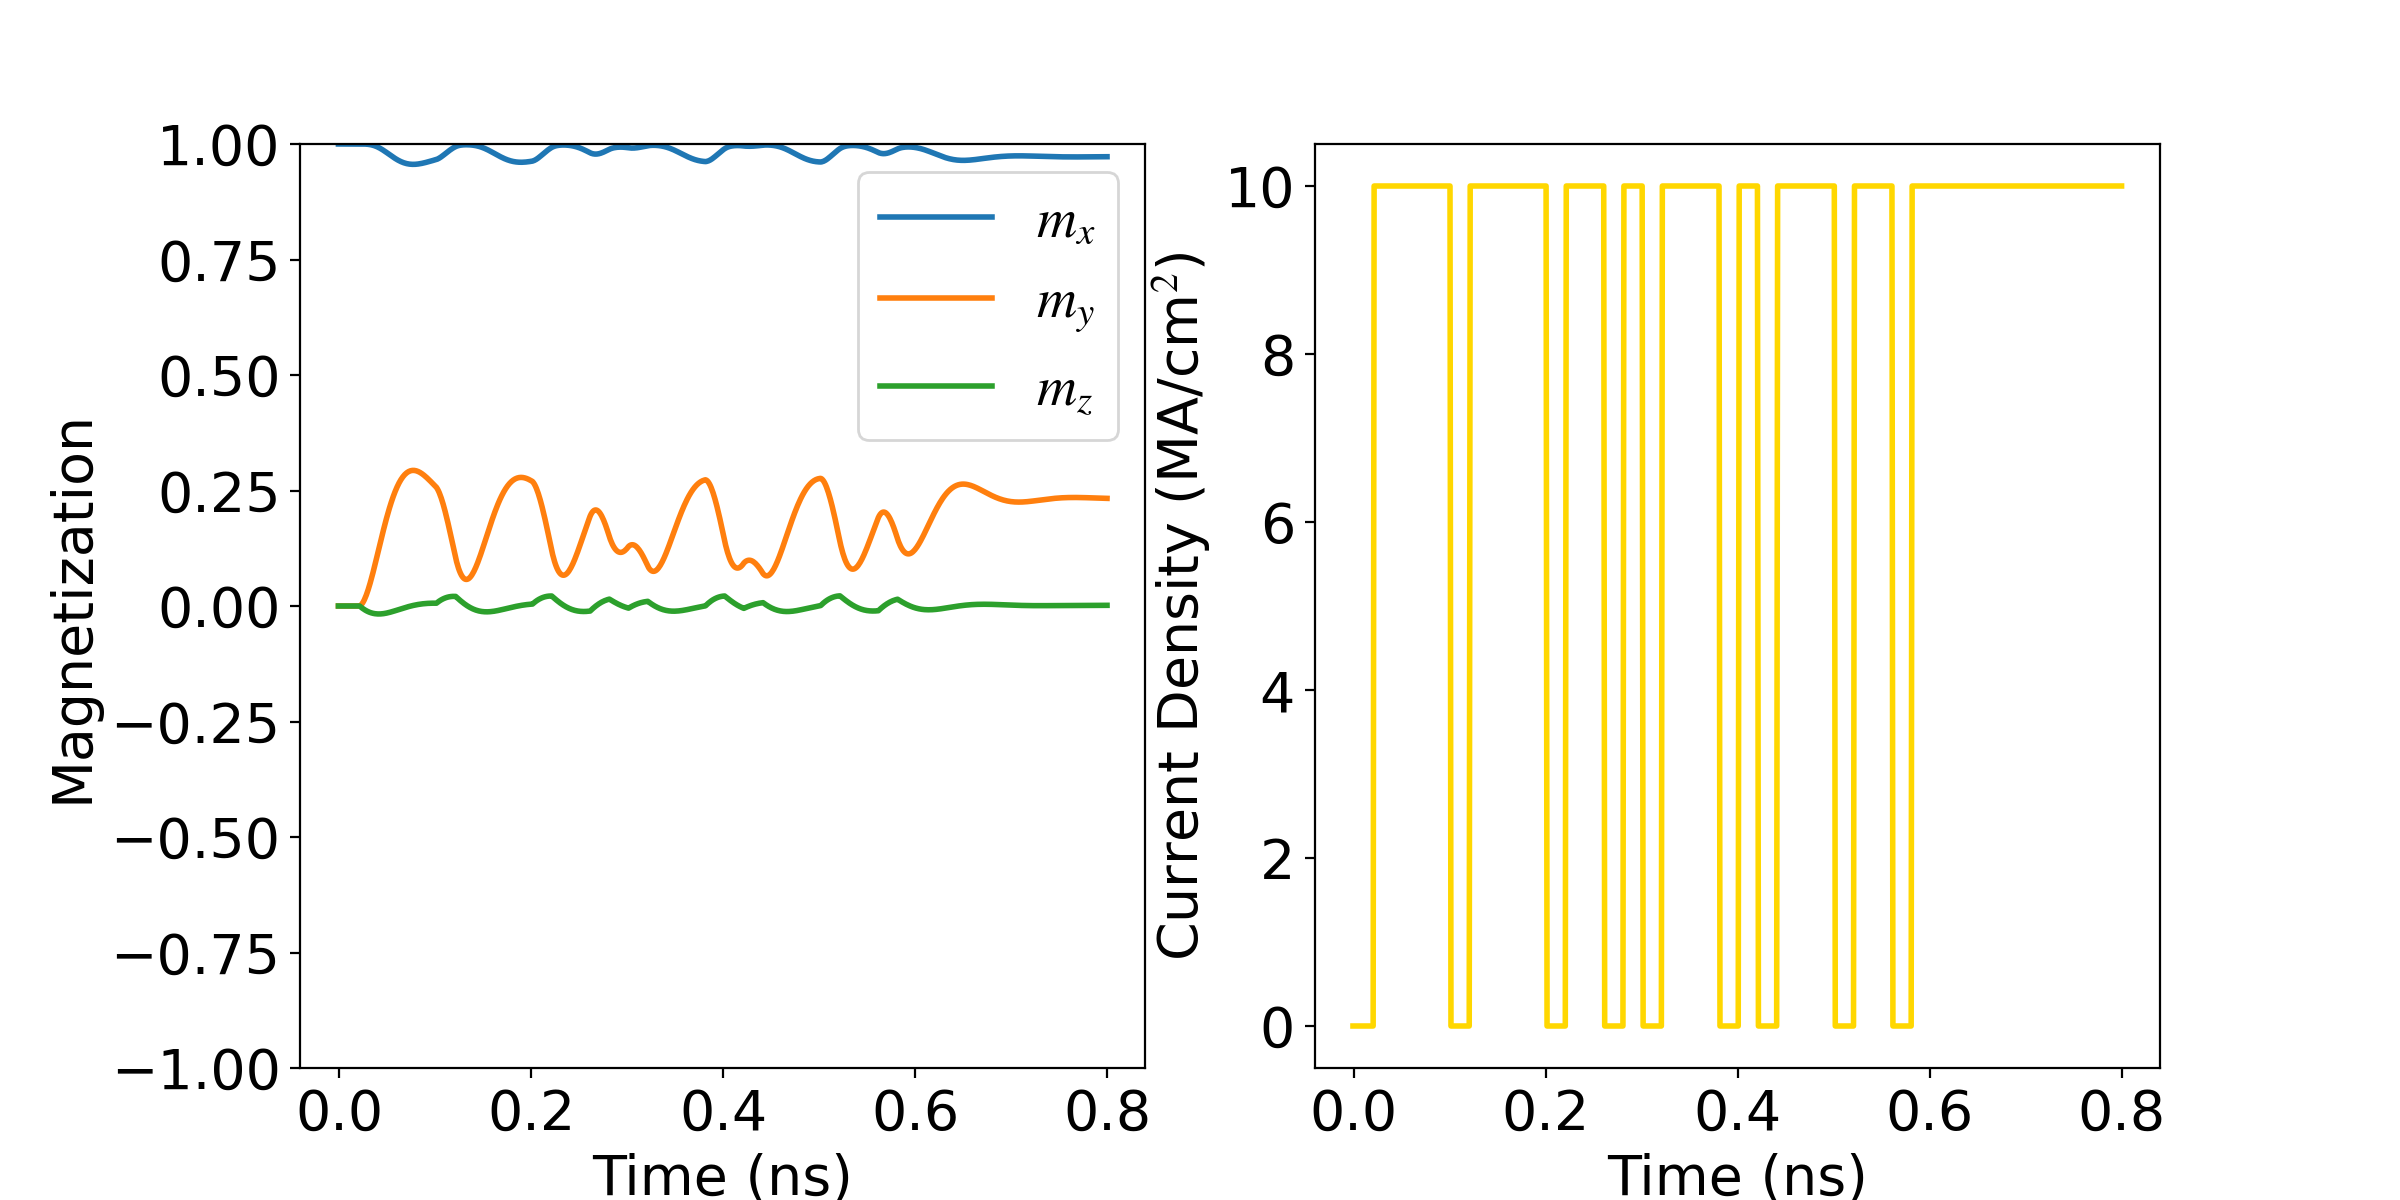 Magnetization
1.00
0.75
0.50
0.25
0.00
−0.25
−0.50
−0.75
−1.00
0.0 0.2 0.4 0.6 0.8
Time (ns)
m_x
m_y
m_z
Current Density (MA/cm²)
10
8
6
4
2
0
0.0 0.2 0.4 0.6 0.8
Time (ns)